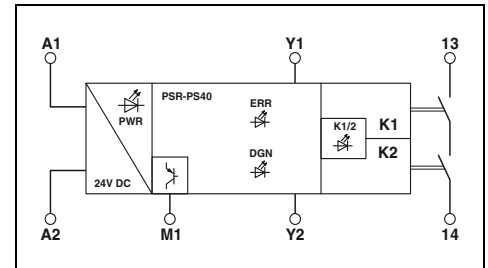 A1 Y1 13
PSR-PS40
PWR
ERR
K1/2 K1
DGN
K2
24V DC
A2 M1 Y2 14